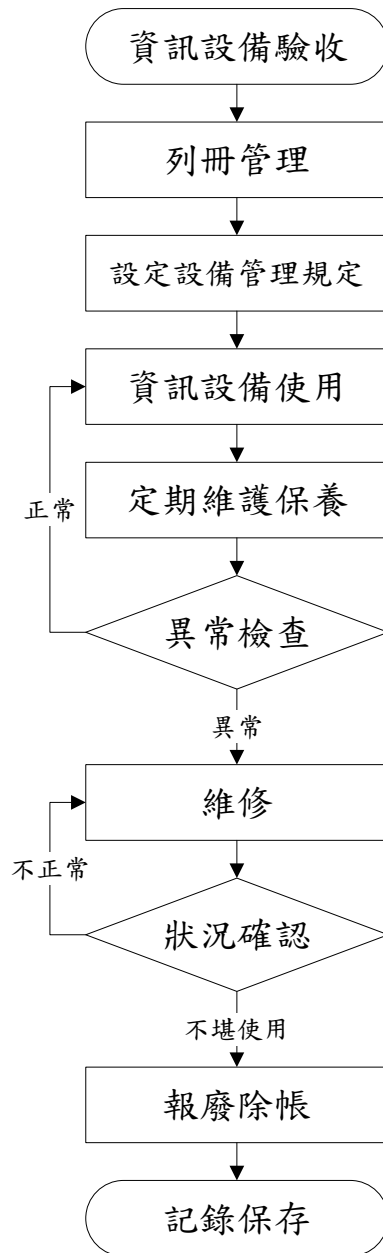 資訊設備驗收
列冊管理
設定設備管理規定
資訊設備使用
定期維護保養
正常
異常檢查
異常
維修
不正常
狀況確認
不堪使用
報廢除帳
記錄保存